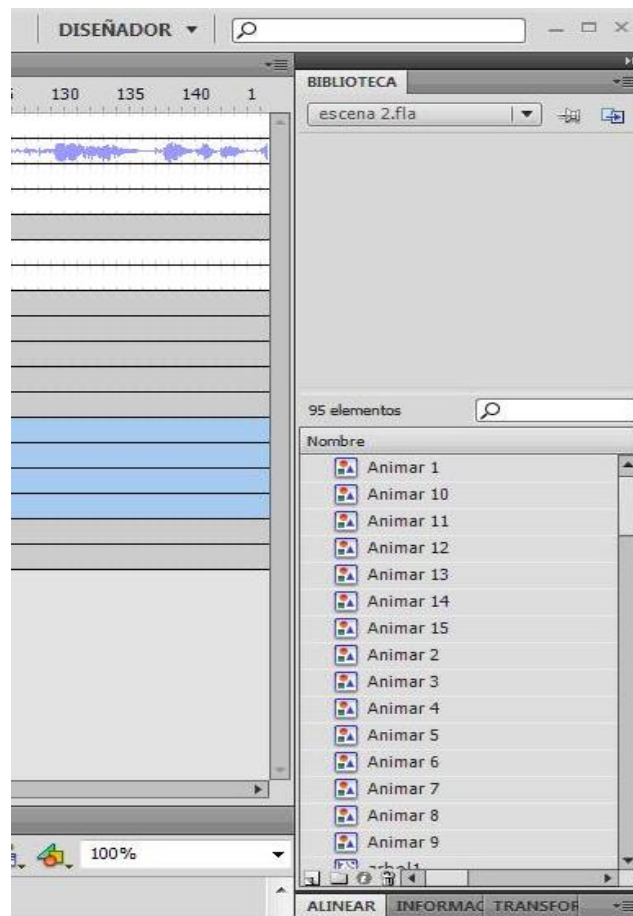 DISEÑADOR
130 135 140 1
BIBLIOTECA
escena 2.fla
95 elementos
Nombre
Animar 1
Animar 10
Animar 11
Animar 12
Animar 13
Animar 14
Animar 15
Animar 2
Animar 3
Animar 4
Animar 5
Animar 6
Animar 7
Animar 8
Animar 9
arbol1
100%
ALINEAR INFORMAC TRANSFOR